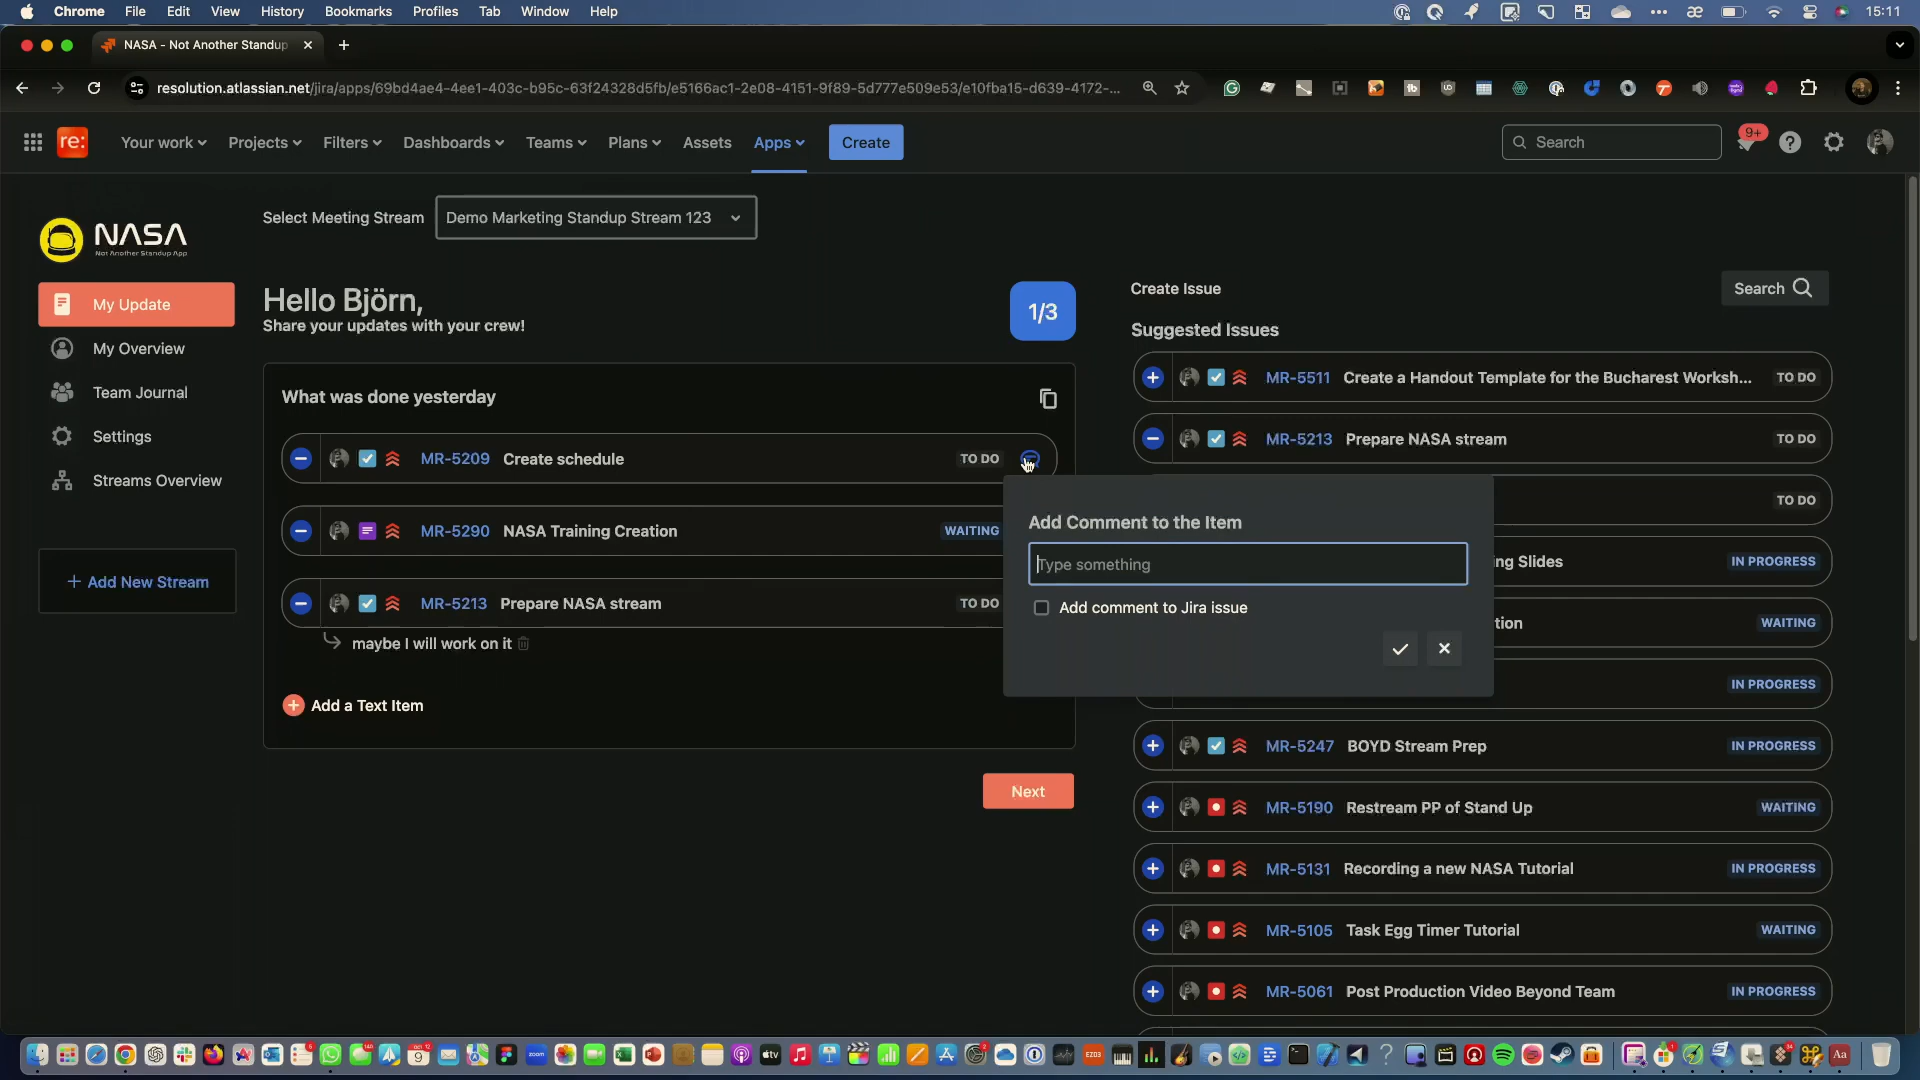 Chrome File Edit View History Bookmarks Profiles Tab Window Help 15:11
NASA - Not Another Standup
resolution.atlassian.net/jira/apps/69bd4ae4-4ee1-403c-b95c-63f24328d5fb/e5166ac1-2e08-4151-9f89-5d777e509e53/e10fba15-d639-4172-...
re: Your work Projects Filters Dashboards Teams Plans Assets Apps Create Search 9+
Select Meeting Stream Demo Marketing Standup Stream 123
NASA
Not Another Standup App
My Update
My Overview
Team Journal
Settings
Streams Overview
+ Add New Stream
Hello Björn,
Share your updates with your crew!
1/3
What was done yesterday
MR-5209 Create schedule TO DO
MR-5290 NASA Training Creation WAITING
MR-5213 Prepare NASA stream TO DO
maybe I will work on it
Add a Text Item
Next
Add Comment to the Item
Type something
Add comment to Jira issue
Create Issue
Search
Suggested Issues
MR-5511 Create a Handout Template for the Bucharest Worksh... TO DO
MR-5213 Prepare NASA stream TO DO
TO DO
ng Slides IN PROGRESS
tion WAITING
IN PROGRESS
MR-5247 BOYD Stream Prep IN PROGRESS
MR-5190 Restream PP of Stand Up WAITING
MR-5131 Recording a new NASA Tutorial IN PROGRESS
MR-5105 Task Egg Timer Tutorial WAITING
MR-5061 Post Production Video Beyond Team IN PROGRESS